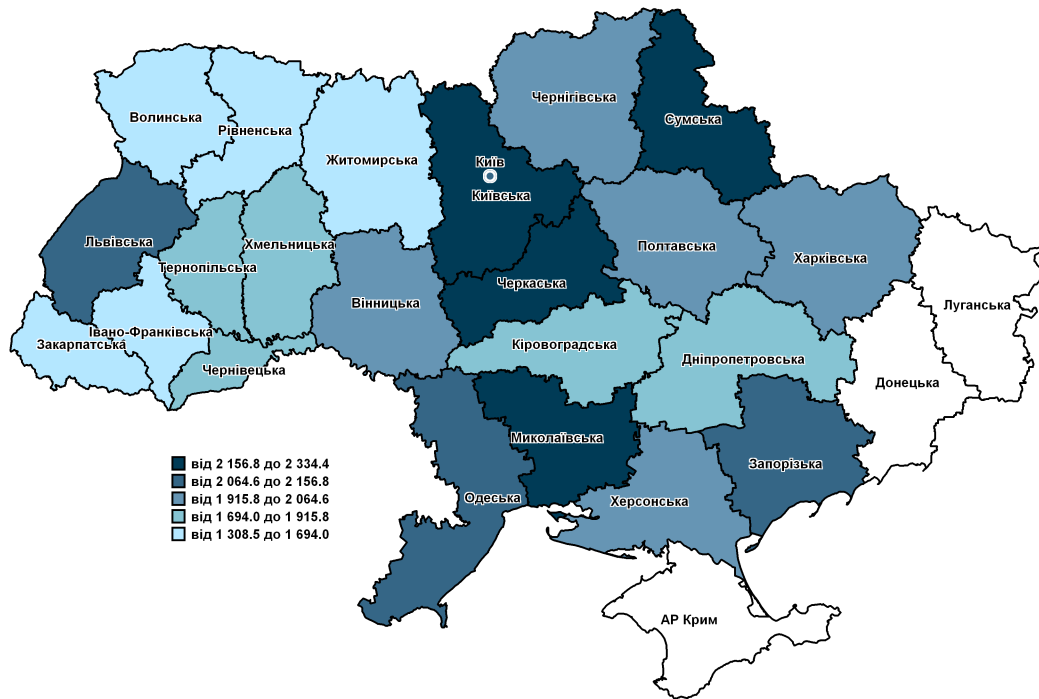 Чернігівська
Сумська
Волинська
Рівненська
Житомирська
Київ
Київська
Львівська
Хмельницька
Тернопільська
Полтавська
Харківська
Черкаська
Вінницька
Луганська
Івано-Франківська
Закарпатська
Кіровоградська
Дніпропетровська
Чернівецька
Донецька
Миколаївська
Запорізька
Одеська
Херсонська
від 2 156.8 до 2 334.4
від 2 064.6 до 2 156.8
від 1 915.8 до 2 064.6
від 1 694.0 до 1 915.8
від 1 308.5 до 1 694.0
АР Крим